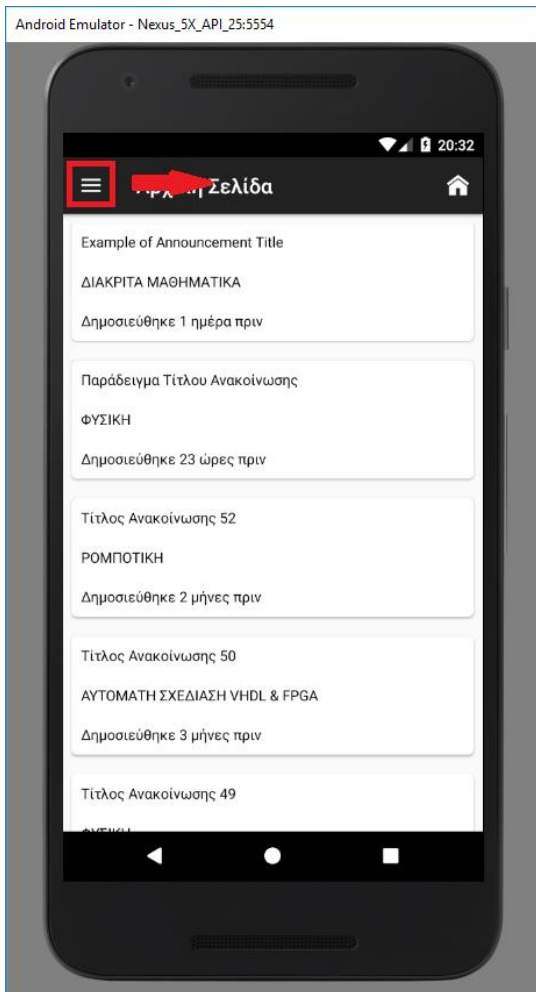 Android Emulator - Nexus_5X_API_25:5554
20:32
Σελίδα
Example of Announcement Title
ΔΙΑΚΡΙΤΑ ΜΑΘΗΜΑΤΙΚΑ
Δημοσιεύθηκε 1 ημέρα πριν
Παράδειγμα Τίτλου Ανακοίνωσης
ΦΥΣΙΚΗ
Δημοσιεύθηκε 23 ώρες πριν
Τίτλος Ανακοίνωσης 52
ΡΟΜΠΟΤΙΚΗ
Δημοσιεύθηκε 2 μήνες πριν
Τίτλος Ανακοίνωσης 50
ΑΥΤΟΜΑΤΗ ΣΧΕΔΙΑΣΗ VHDL & FPGA
Δημοσιεύθηκε 3 μήνες πριν
Τίτλος Ανακοίνωσης 49